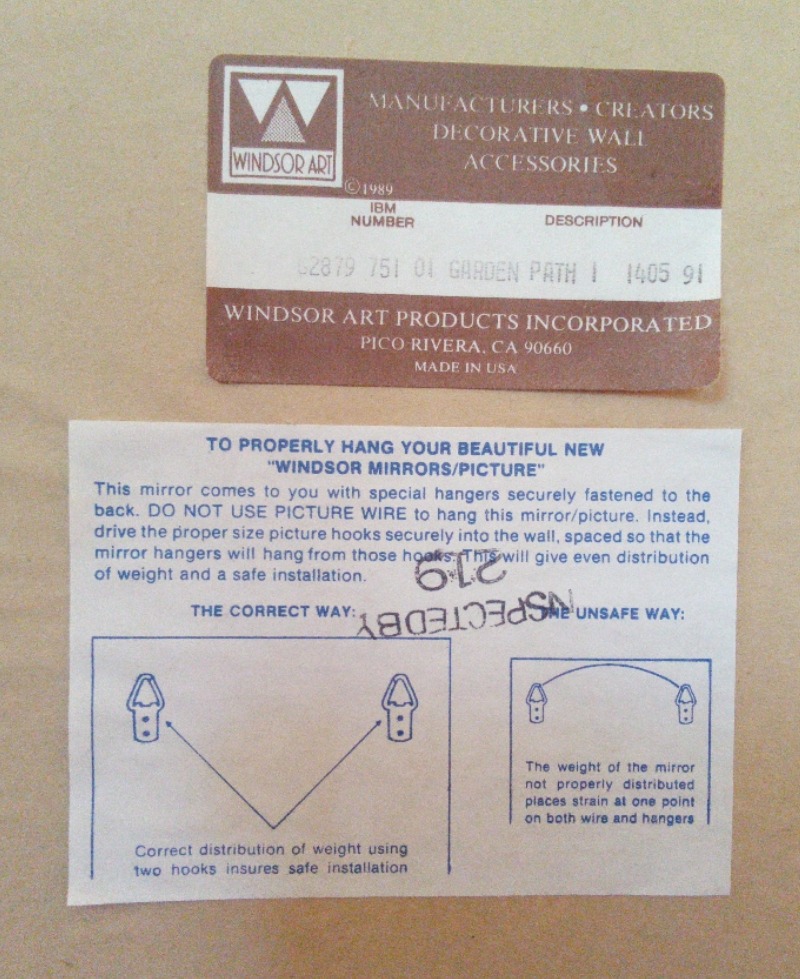 WINDSOR ART
MANUFACTURERS • CREATORS
DECORATIVE WALL
ACCESSORIES
©1989
IBM
NUMBER
DESCRIPTION
62879 751 01 GARDEN PATH I 1405 91
WINDSOR ART PRODUCTS INCORPORATED
PICO RIVERA, CA 90660
MADE IN USA
TO PROPERLY HANG YOUR BEAUTIFUL NEW
"WINDSOR MIRRORS/PICTURE"
This mirror comes to you with special hangers securely fastened to the
back. DO NOT USE PICTURE WIRE to hang this mirror/picture. Instead,
drive the proper size picture hooks securely into the wall, spaced so that the
mirror hangers will hang from those hooks. This will give even distribution
of weight and a safe installation.
INSPECTED BY
219
THE CORRECT WAY:
Correct distribution of weight using
two hooks insures safe installation
THE UNSAFE WAY:
The weight of the mirror
not properly distributed
places strain at one point
on both wire and hangers